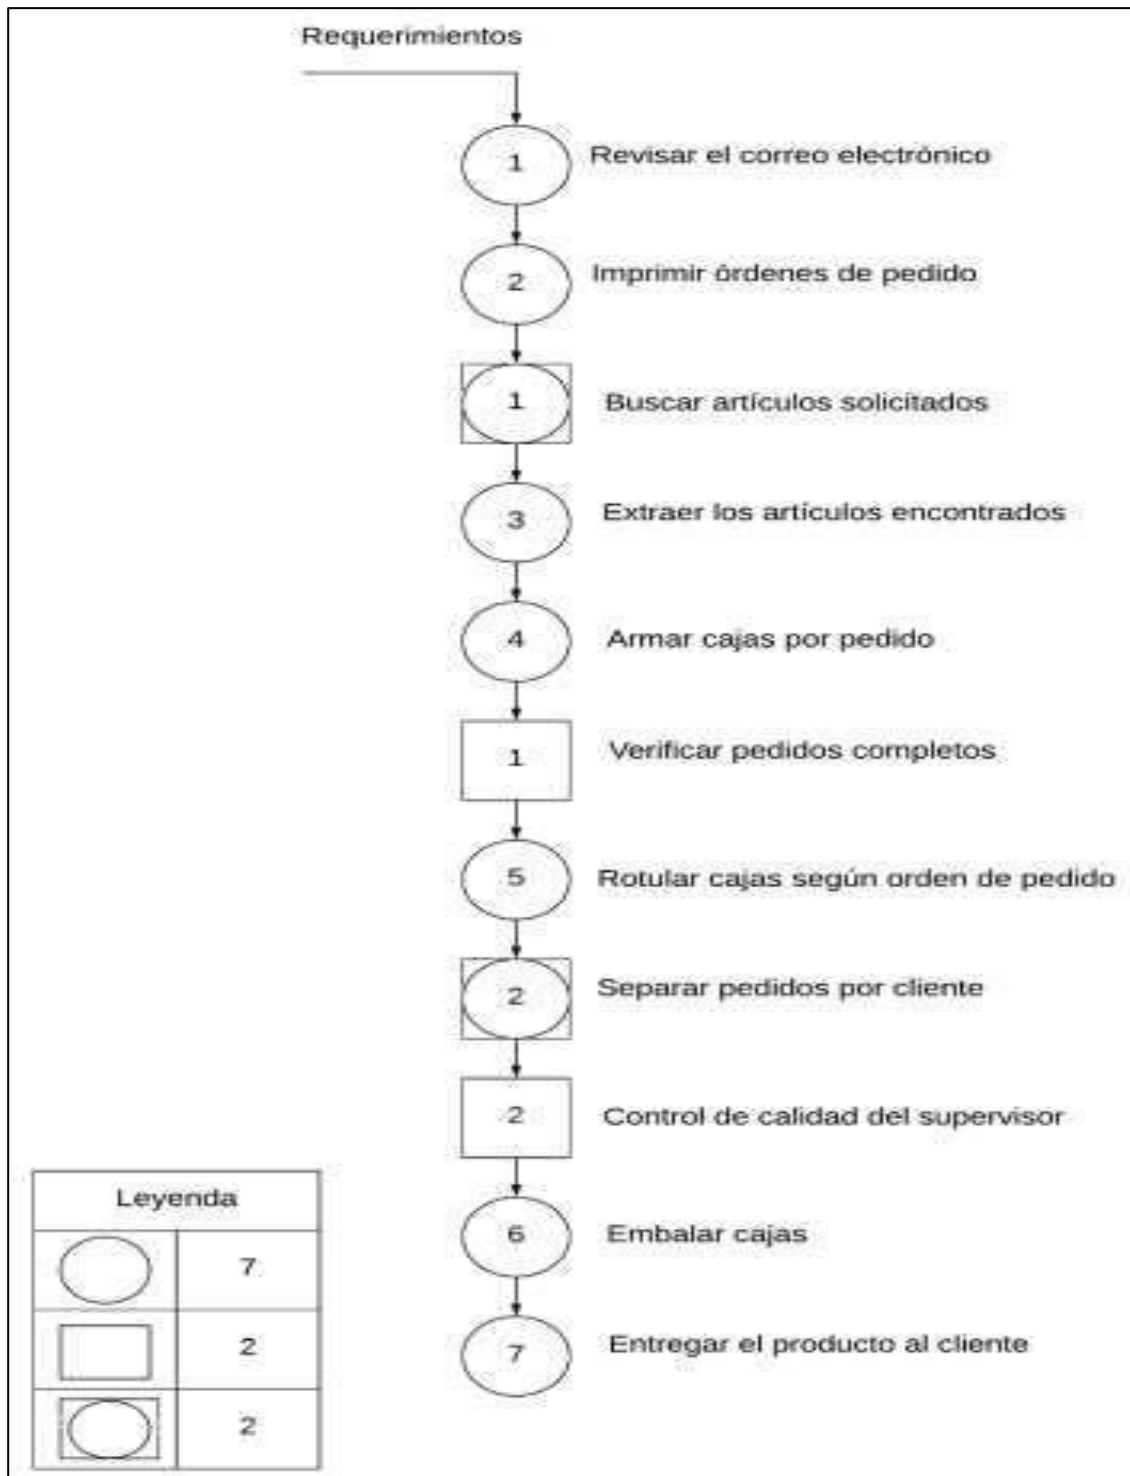 Requerimientos
1 Revisar el correo electrónico
2 Imprimir órdenes de pedido
1 Buscar artículos solicitados
3 Extraer los artículos encontrados
4 Armar cajas por pedido
1 Verificar pedidos completos
5 Rotular cajas según orden de pedido
2 Separar pedidos por cliente
2 Control de calidad del supervisor
6 Embalar cajas
7 Entregar el producto al cliente
Leyenda
7
2
2